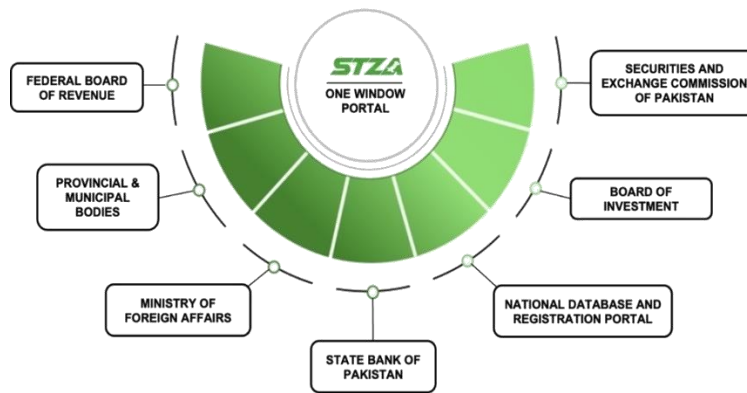 STZA
ONE WINDOW
PORTAL
FEDERAL BOARD
OF REVENUE
PROVINCIAL &
MUNICIPAL
BODIES
MINISTRY OF
FOREIGN AFFAIRS
STATE BANK OF
PAKISTAN
NATIONAL DATABASE AND
REGISTRATION PORTAL
BOARD OF
INVESTMENT
SECURITIES AND
EXCHANGE COMMISSION
OF PAKISTAN